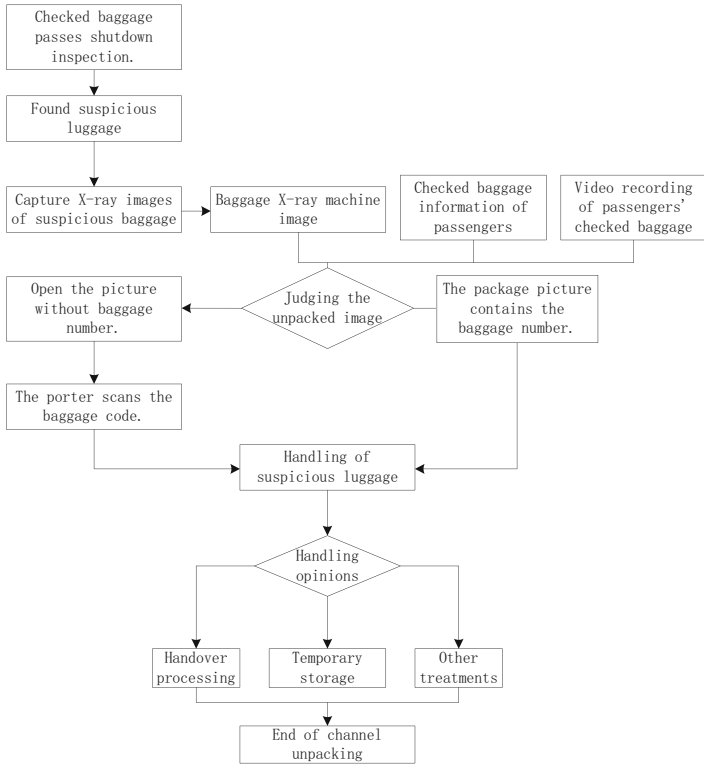 Checked baggage
passes shutdown
inspection.
Found suspicious
luggage
Capture X-ray images
of suspicious baggage
Baggage X-ray machine
image
Checked baggage
information of
passengers
Video recording
of passengers'
checked baggage
Open the picture
without baggage
number.
Judging the
unpacked image
The package picture
contains the
baggage number.
The porter scans the
baggage code.
Handling of
suspicious luggage
Handling
opinions
Handover
processing
Temporary
storage
Other
treatments
End of channel
unpacking